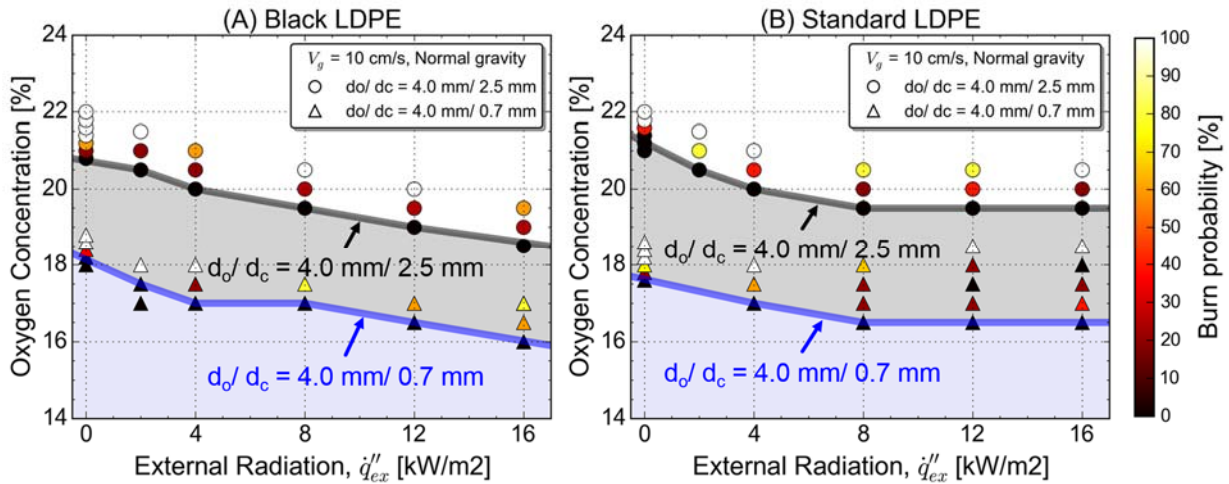 (A) Black LDPE
Oxygen Concentration [%]
24
22
20
18
16
14
V_g = 10 cm/s, Normal gravity
do/ dc = 4.0 mm/ 2.5 mm
do/ dc = 4.0 mm/ 0.7 mm
d_o/ d_c = 4.0 mm/ 2.5 mm
d_o/ d_c = 4.0 mm/ 0.7 mm
0 4 8 12 16
External Radiation, q̇″_ex [kW/m2]
(B) Standard LDPE
Oxygen Concentration [%]
24
22
20
18
16
14
V_g = 10 cm/s, Normal gravity
do/ dc = 4.0 mm/ 2.5 mm
do/ dc = 4.0 mm/ 0.7 mm
d_o/ d_c = 4.0 mm/ 2.5 mm
d_o/ d_c = 4.0 mm/ 0.7 mm
0 4 8 12 16
External Radiation, q̇″_ex [kW/m2]
100
90
80
70
60
50
40
30
20
10
0
Burn probability [%]